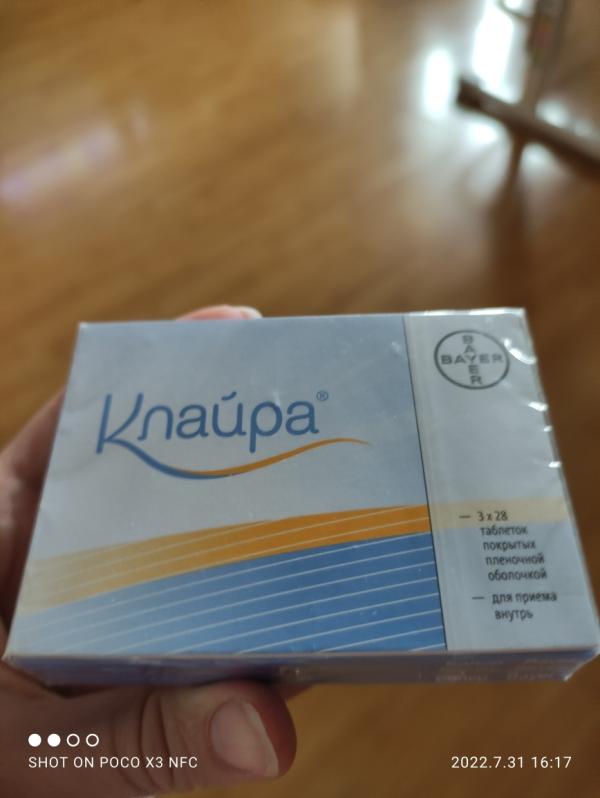 Клайра®
BAYER
BAYER
— 3 x 28
таблеток
покрытых
пленочной
оболочкой
— для приема
внутрь
SHOT ON POCO X3 NFC
2022.7.31 16:17